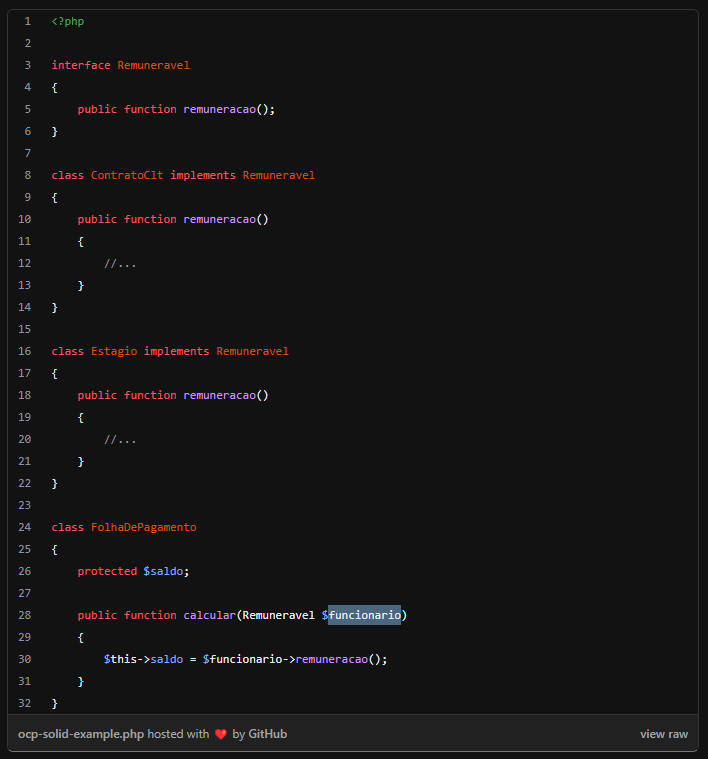 1 <?php
2
3 interface Remuneravel
4 {
5     public function remuneracao();
6 }
7
8 class ContratoClt implements Remuneravel
9 {
10     public function remuneracao()
11     {
12         //...
13     }
14 }
15
16 class Estagio implements Remuneravel
17 {
18     public function remuneracao()
19     {
20         //...
21     }
22 }
23
24 class FolhaDePagamento
25 {
26     protected $saldo;
27
28     public function calcular(Remuneravel $funcionario)
29     {
30         $this->saldo = $funcionario->remuneracao();
31     }
32 }
ocp-solid-example.php hosted with ❤ by GitHub view raw